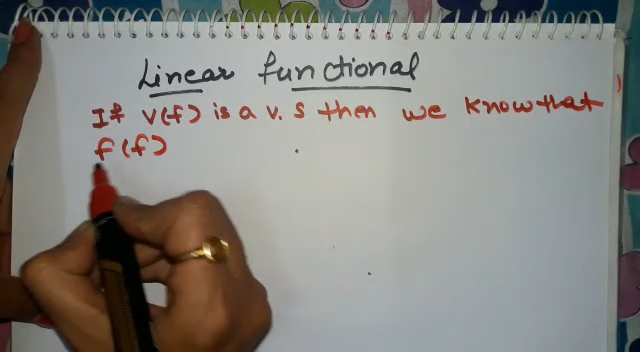 Linear functional
If V(f) is a v.s then we know that
f(f)